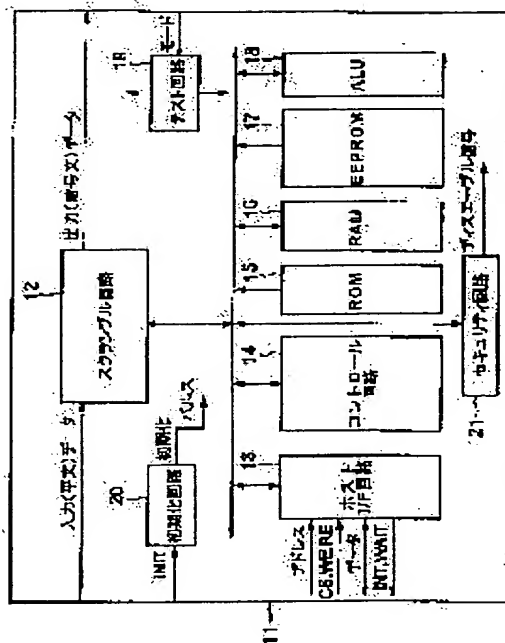 入力(平文)データ
12
スクランブル回路
出力(暗号文)データ
19
テスト回路
モード
INIT
20
初期化回路
初期化
パルス
11
アドレス
データ
INT.WAIT
13
ホスト
I/F回路
14
コントロール
回路
15
ROM
16
RAM
17
EEPROM
18
ALU
21
セキュリティ回路
ディスエーブル信号